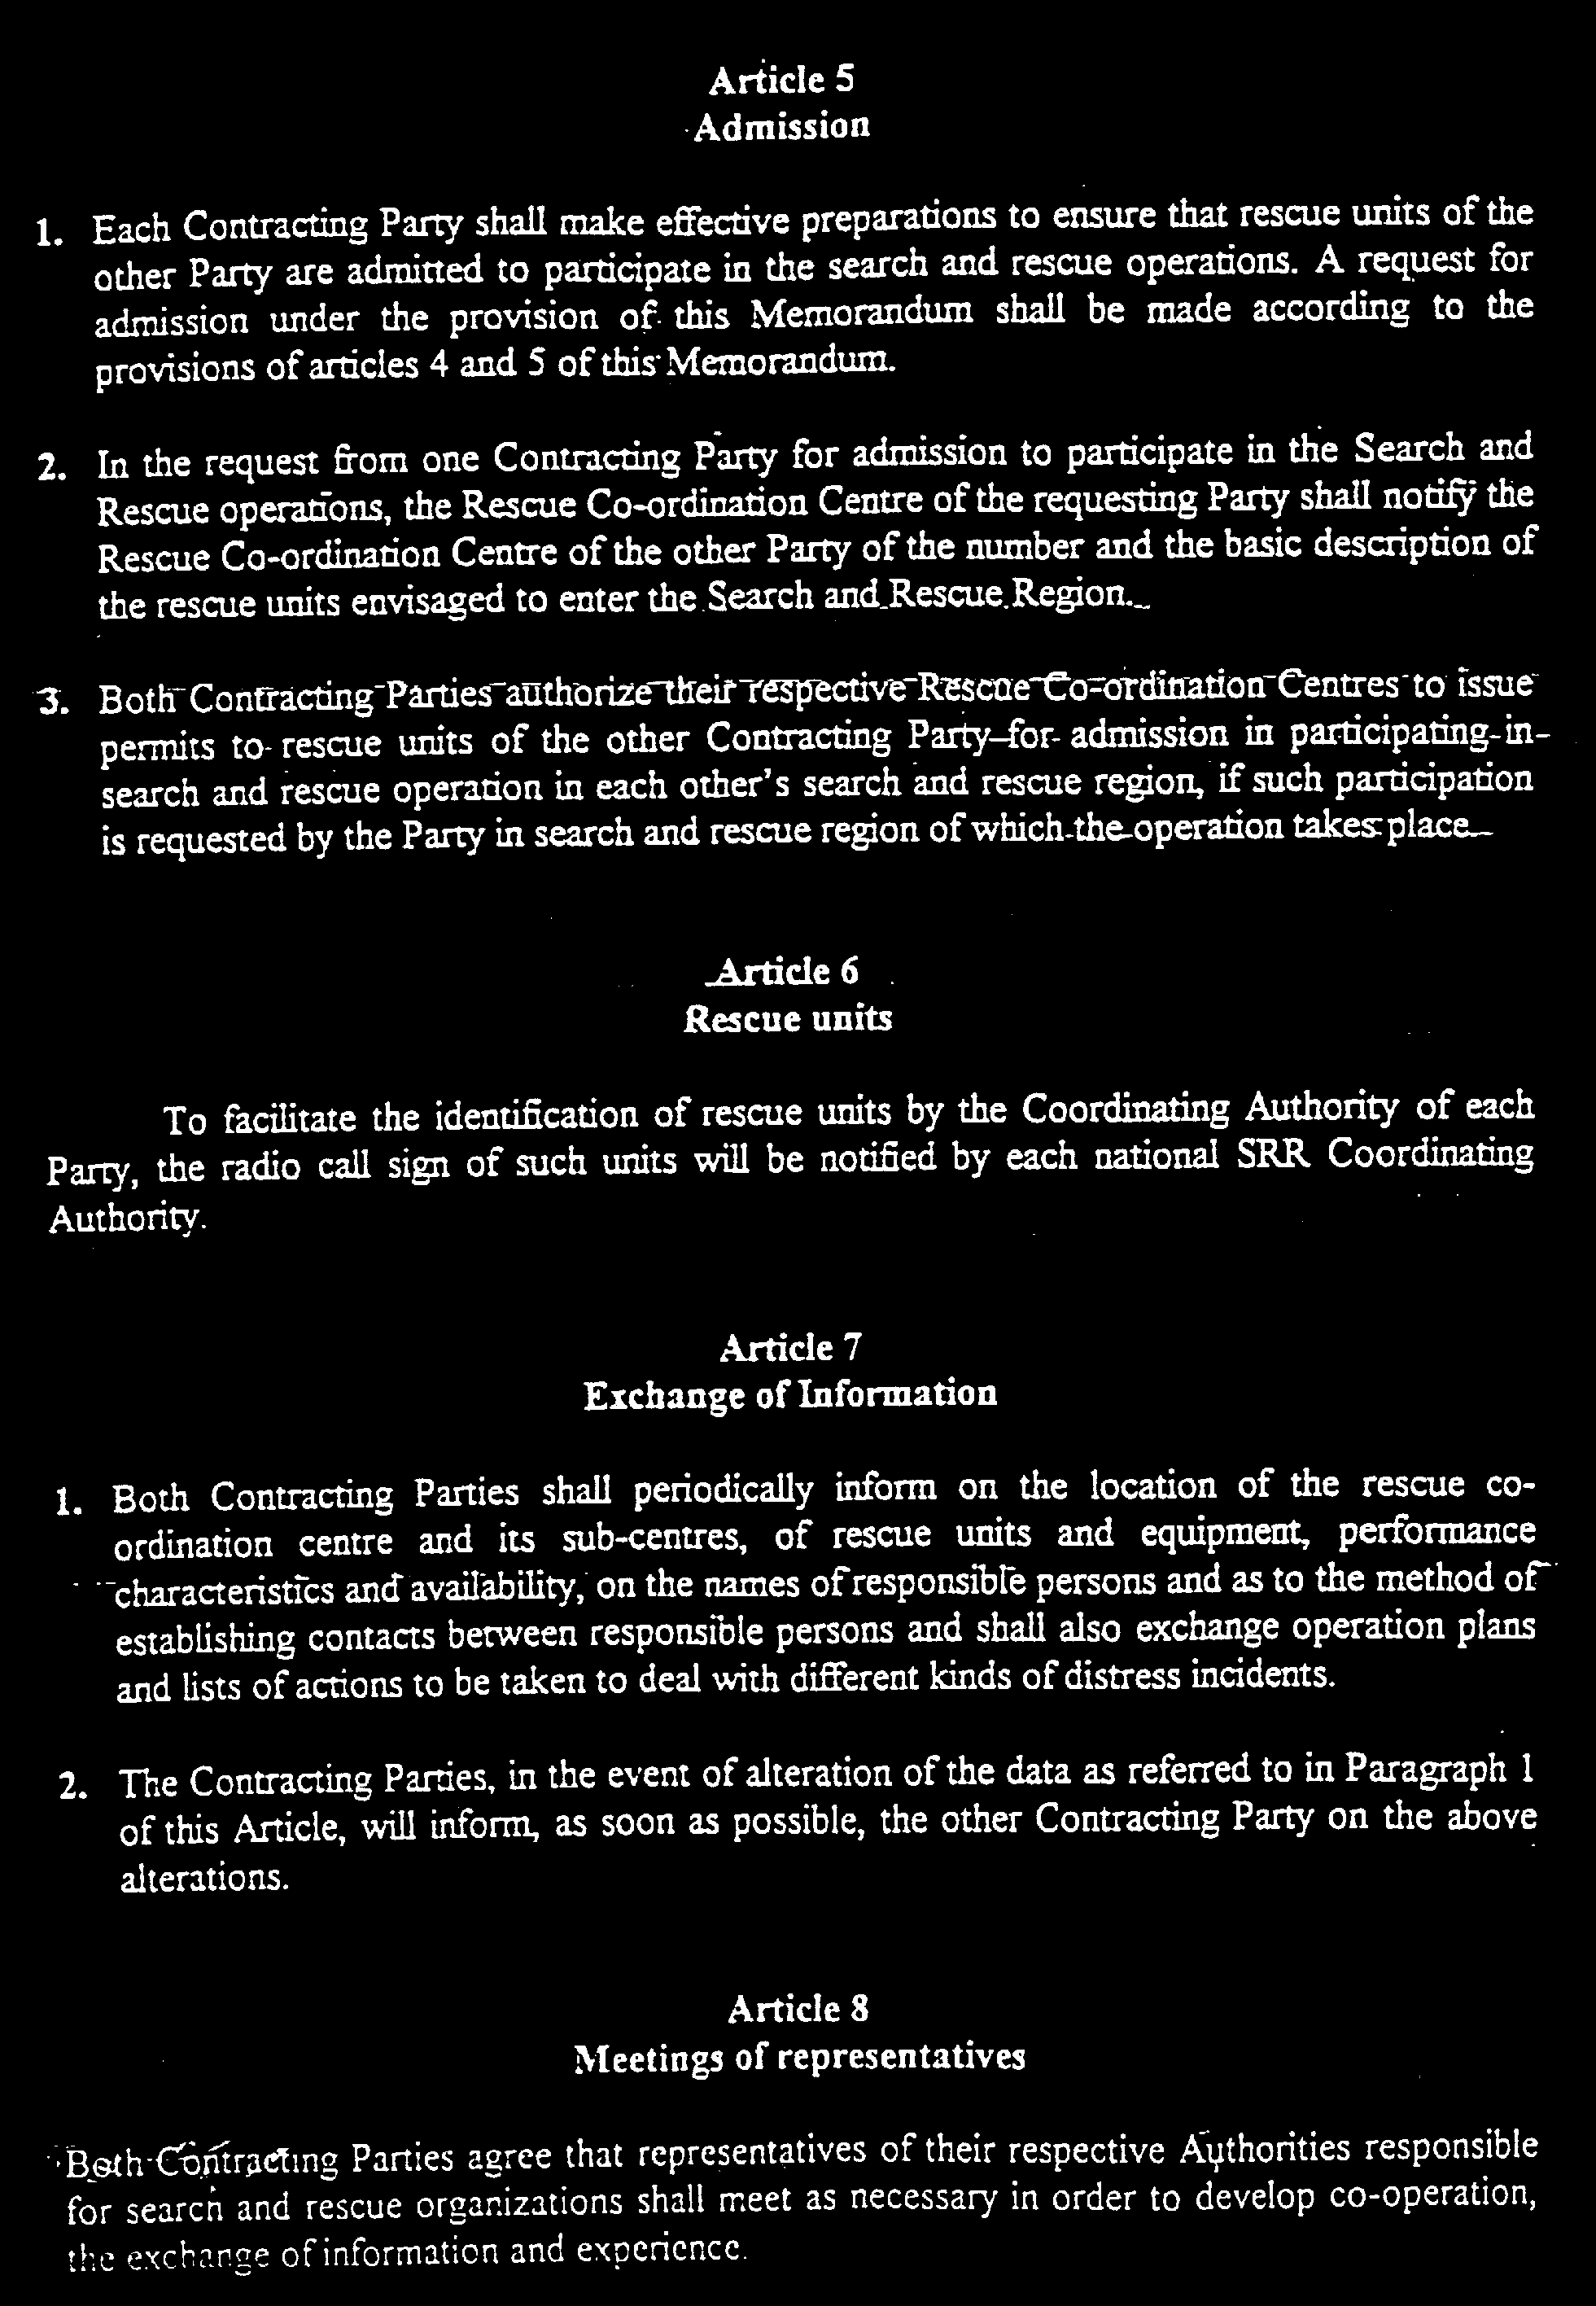 Article 5
Admission
1. Each Contracting Party shall make effective preparations to ensure that rescue units of the
other Party are admitted to participate in the search and rescue operations. A request for
admission under the provision of this Memorandum shall be made according to the
provisions of articles 4 and 5 of this Memorandum.
2. In the request from one Contracting Party for admission to participate in the Search and
Rescue operations, the Rescue Co-ordination Centre of the requesting Party shall notify the
Rescue Co-ordination Centre of the other Party of the number and the basic description of
the rescue units envisaged to enter the Search and Rescue Region.
3. Both Contracting Parties authorize their respective Rescue Co-ordination Centres to issue
permits to rescue units of the other Contracting Party for admission in participating in
search and rescue operation in each other's search and rescue region, if such participation
is requested by the Party in search and rescue region of which the operation takes place
Article 6
Rescue units
To facilitate the identification of rescue units by the Coordinating Authority of each
Party, the radio call sign of such units will be notified by each national SRR Coordinating
Authority.
Article 7
Exchange of Information
1. Both Contracting Parties shall periodically inform on the location of the rescue co-
ordination centre and its sub-centres, of rescue units and equipment, performance
characteristics and availability, on the names of responsible persons and as to the method of
establishing contacts between responsible persons and shall also exchange operation plans
and lists of actions to be taken to deal with different kinds of distress incidents.
2. The Contracting Parties, in the event of alteration of the data as referred to in Paragraph 1
of this Article, will inform, as soon as possible, the other Contracting Party on the above
alterations.
Article 8
Meetings of representatives
Both Contracting Parties agree that representatives of their respective Authorities responsible
for search and rescue organizations shall meet as necessary in order to develop co-operation,
the exchange of information and experience.